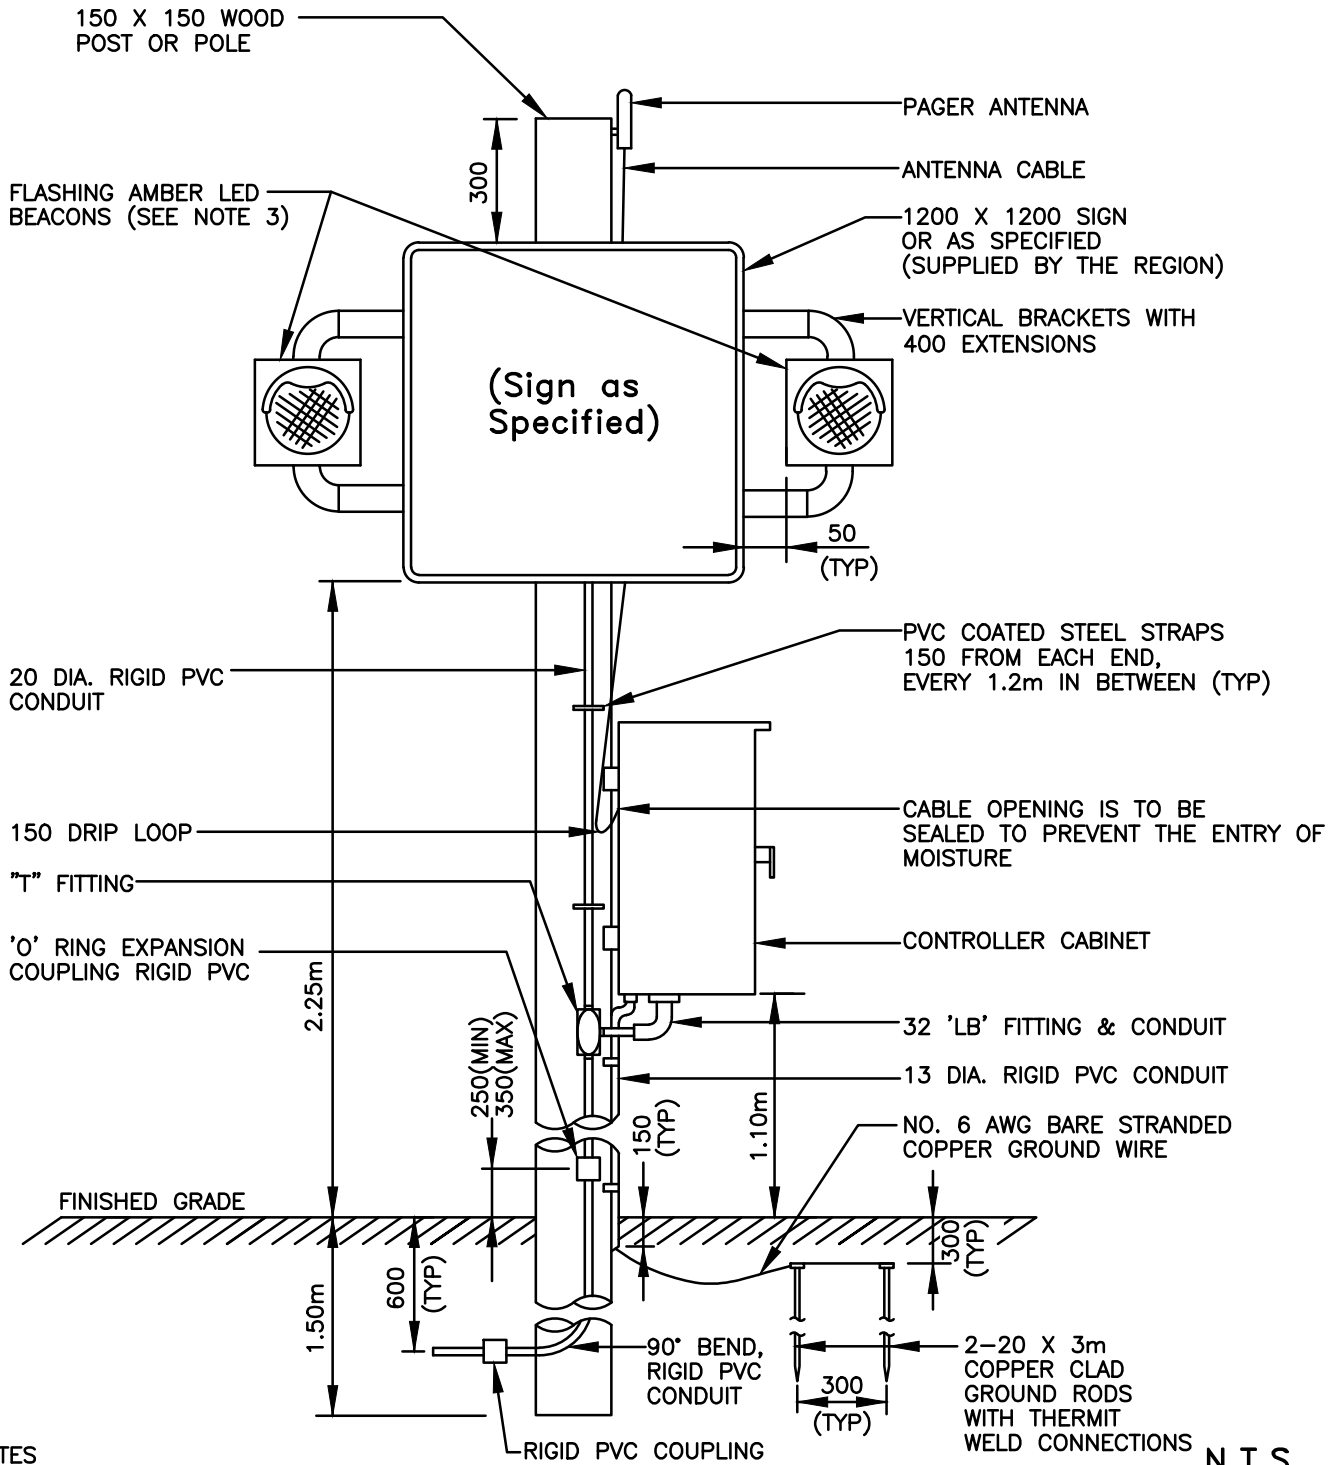 150 X 150 WOOD
POST OR POLE
PAGER ANTENNA
300
ANTENNA CABLE
FLASHING AMBER LED
BEACONS (SEE NOTE 3)
1200 X 1200 SIGN
OR AS SPECIFIED
(SUPPLIED BY THE REGION)
VERTICAL BRACKETS WITH
400 EXTENSIONS
(Sign as
Specified)
50
(TYP)
PVC COATED STEEL STRAPS
150 FROM EACH END,
EVERY 1.2m IN BETWEEN (TYP)
20 DIA. RIGID PVC
CONDUIT
150 DRIP LOOP
CABLE OPENING IS TO BE
SEALED TO PREVENT THE ENTRY OF
MOISTURE
"T" FITTING
'O' RING EXPANSION
COUPLING RIGID PVC
CONTROLLER CABINET
2.25m
250(MIN)
350(MAX)
32 'LB' FITTING & CONDUIT
13 DIA. RIGID PVC CONDUIT
150
(TYP)
1.10m
NO. 6 AWG BARE STRANDED
COPPER GROUND WIRE
FINISHED GRADE
300
(TYP)
600
(TYP)
1.50m
90° BEND,
RIGID PVC
CONDUIT
300
(TYP)
2-20 X 3m
COPPER CLAD
GROUND RODS
WITH THERMIT
WELD CONNECTIONS
RIGID PVC COUPLING
TES
N.T.S.